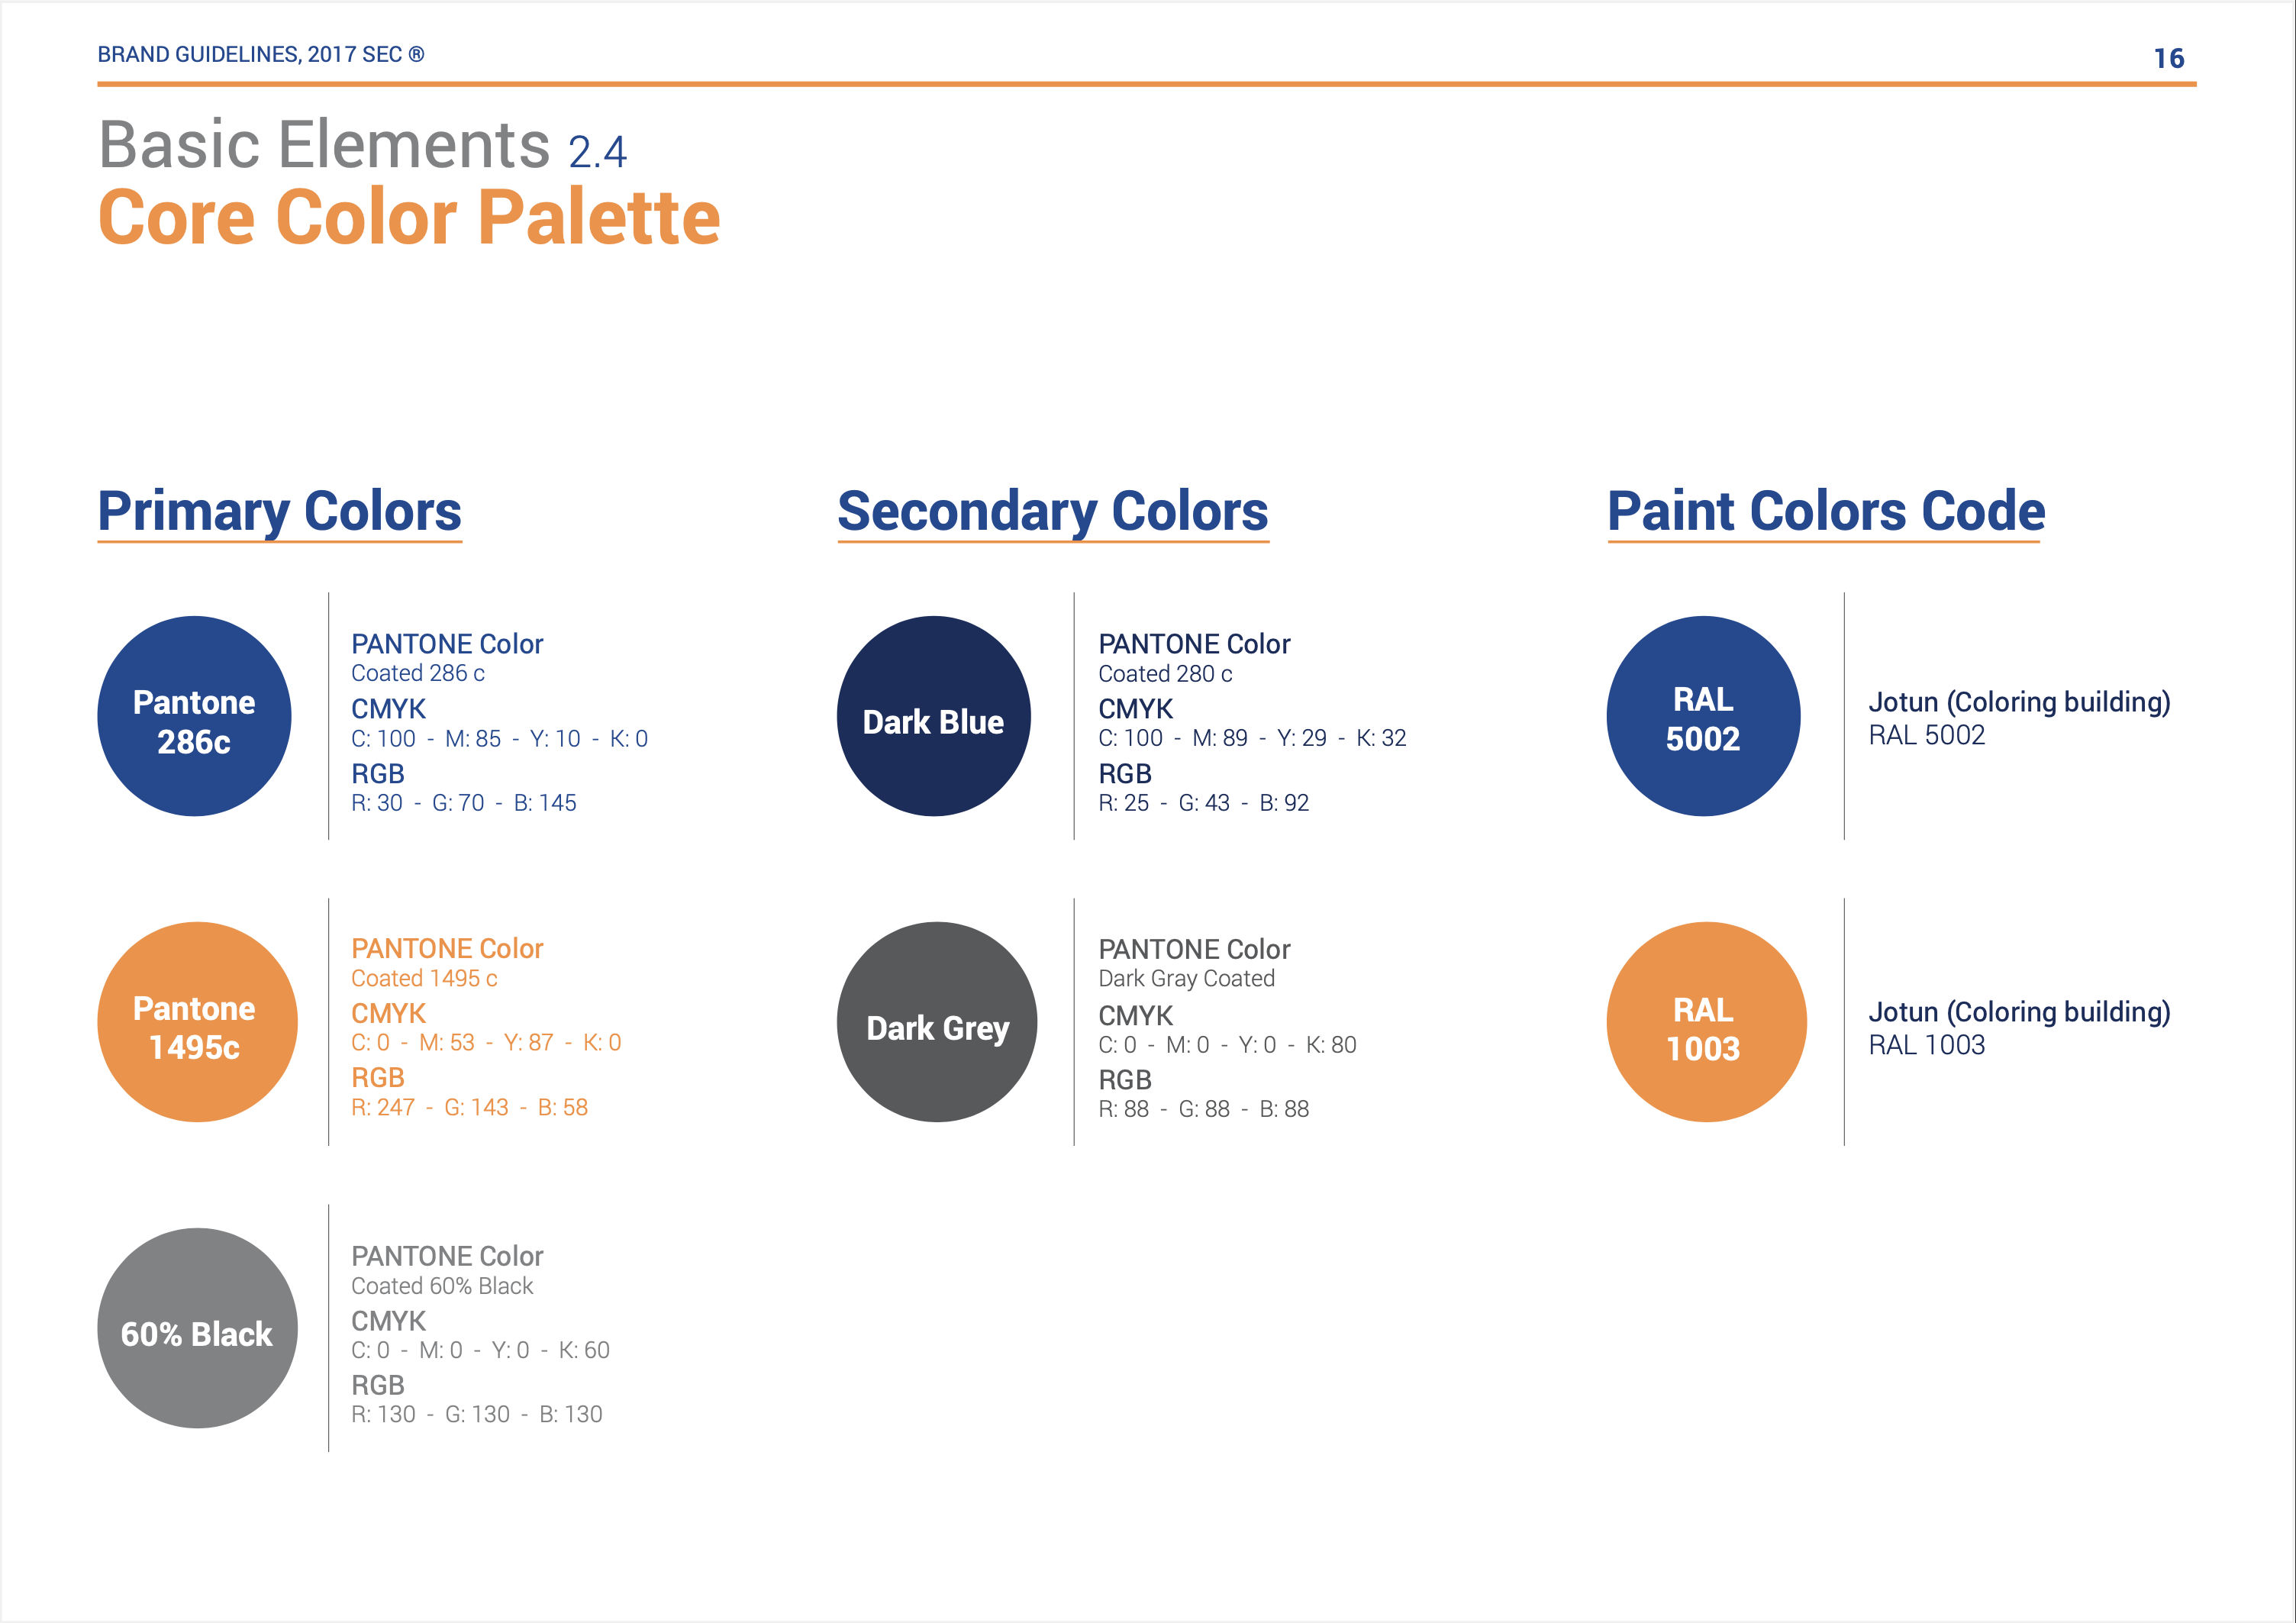 BRAND GUIDELINES, 2017 SEC ®
16
Basic Elements 2.4
Core Color Palette
Primary Colors
Pantone
286c
PANTONE Color
Coated 286 c
CMYK
C: 100 - M: 85 - Y: 10 - K: 0
RGB
R: 30 - G: 70 - B: 145
Pantone
1495c
PANTONE Color
Coated 1495 c
CMYK
C: 0 - M: 53 - Y: 87 - K: 0
RGB
R: 247 - G: 143 - B: 58
60% Black
PANTONE Color
Coated 60% Black
CMYK
C: 0 - M: 0 - Y: 0 - K: 60
RGB
R: 130 - G: 130 - B: 130
Secondary Colors
Dark Blue
PANTONE Color
Coated 280 c
CMYK
C: 100 - M: 89 - Y: 29 - K: 32
RGB
R: 25 - G: 43 - B: 92
Dark Grey
PANTONE Color
Dark Gray Coated
CMYK
C: 0 - M: 0 - Y: 0 - K: 80
RGB
R: 88 - G: 88 - B: 88
Paint Colors Code
RAL
5002
Jotun (Coloring building)
RAL 5002
RAL
1003
Jotun (Coloring building)
RAL 1003